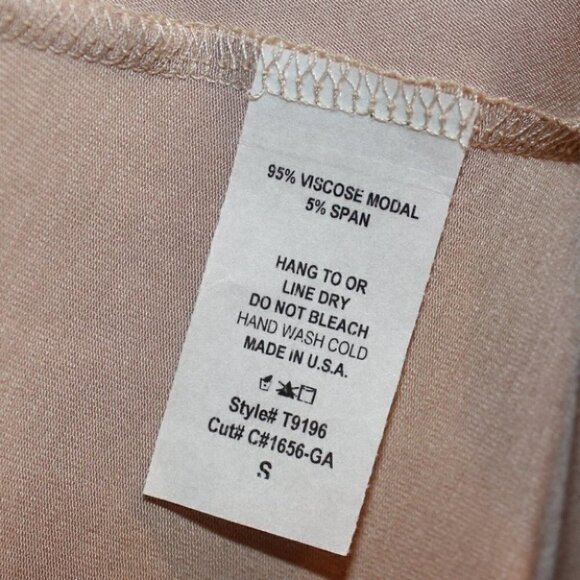 95% VISCOSE MODAL
5% SPAN
HANG TO OR
LINE DRY
DO NOT BLEACH
HAND WASH COLD
MADE IN U.S.A.
Style# T9196
Cut# C#1656-GA
S